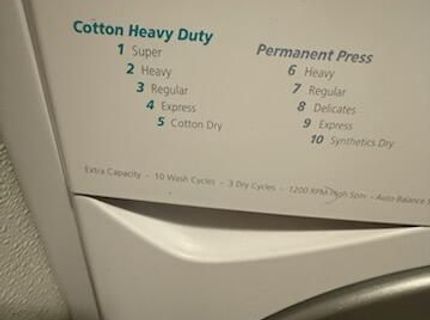 Cotton Heavy Duty
1 Super
2 Heavy
3 Regular
4 Express
5 Cotton Dry
Permanent Press
6 Heavy
7 Regular
8 Delicates
9 Express
10 Synthetics Dry
Extra Capacity - 10 Wash Cycles - 3 Dry Cycles - 1200 RPM High Spin - Auto Balance